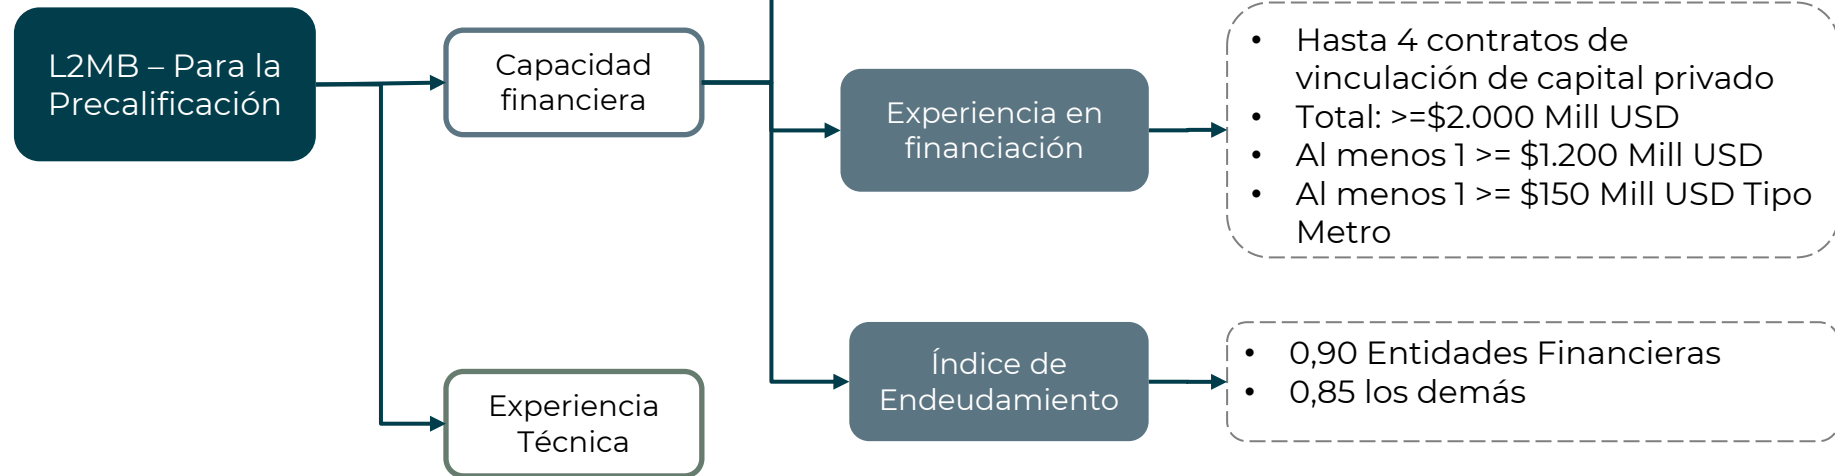 L2MB – Para la
Precalificación
Capacidad
financiera
Experiencia en
financiación
• Hasta 4 contratos de
vinculación de capital privado
• Total: >=$2.000 Mill USD
• Al menos 1 >= $1.200 Mill USD
• Al menos 1 >= $150 Mill USD Tipo
Metro
Índice de
Endeudamiento
• 0,90 Entidades Financieras
• 0,85 los demás
Experiencia
Técnica